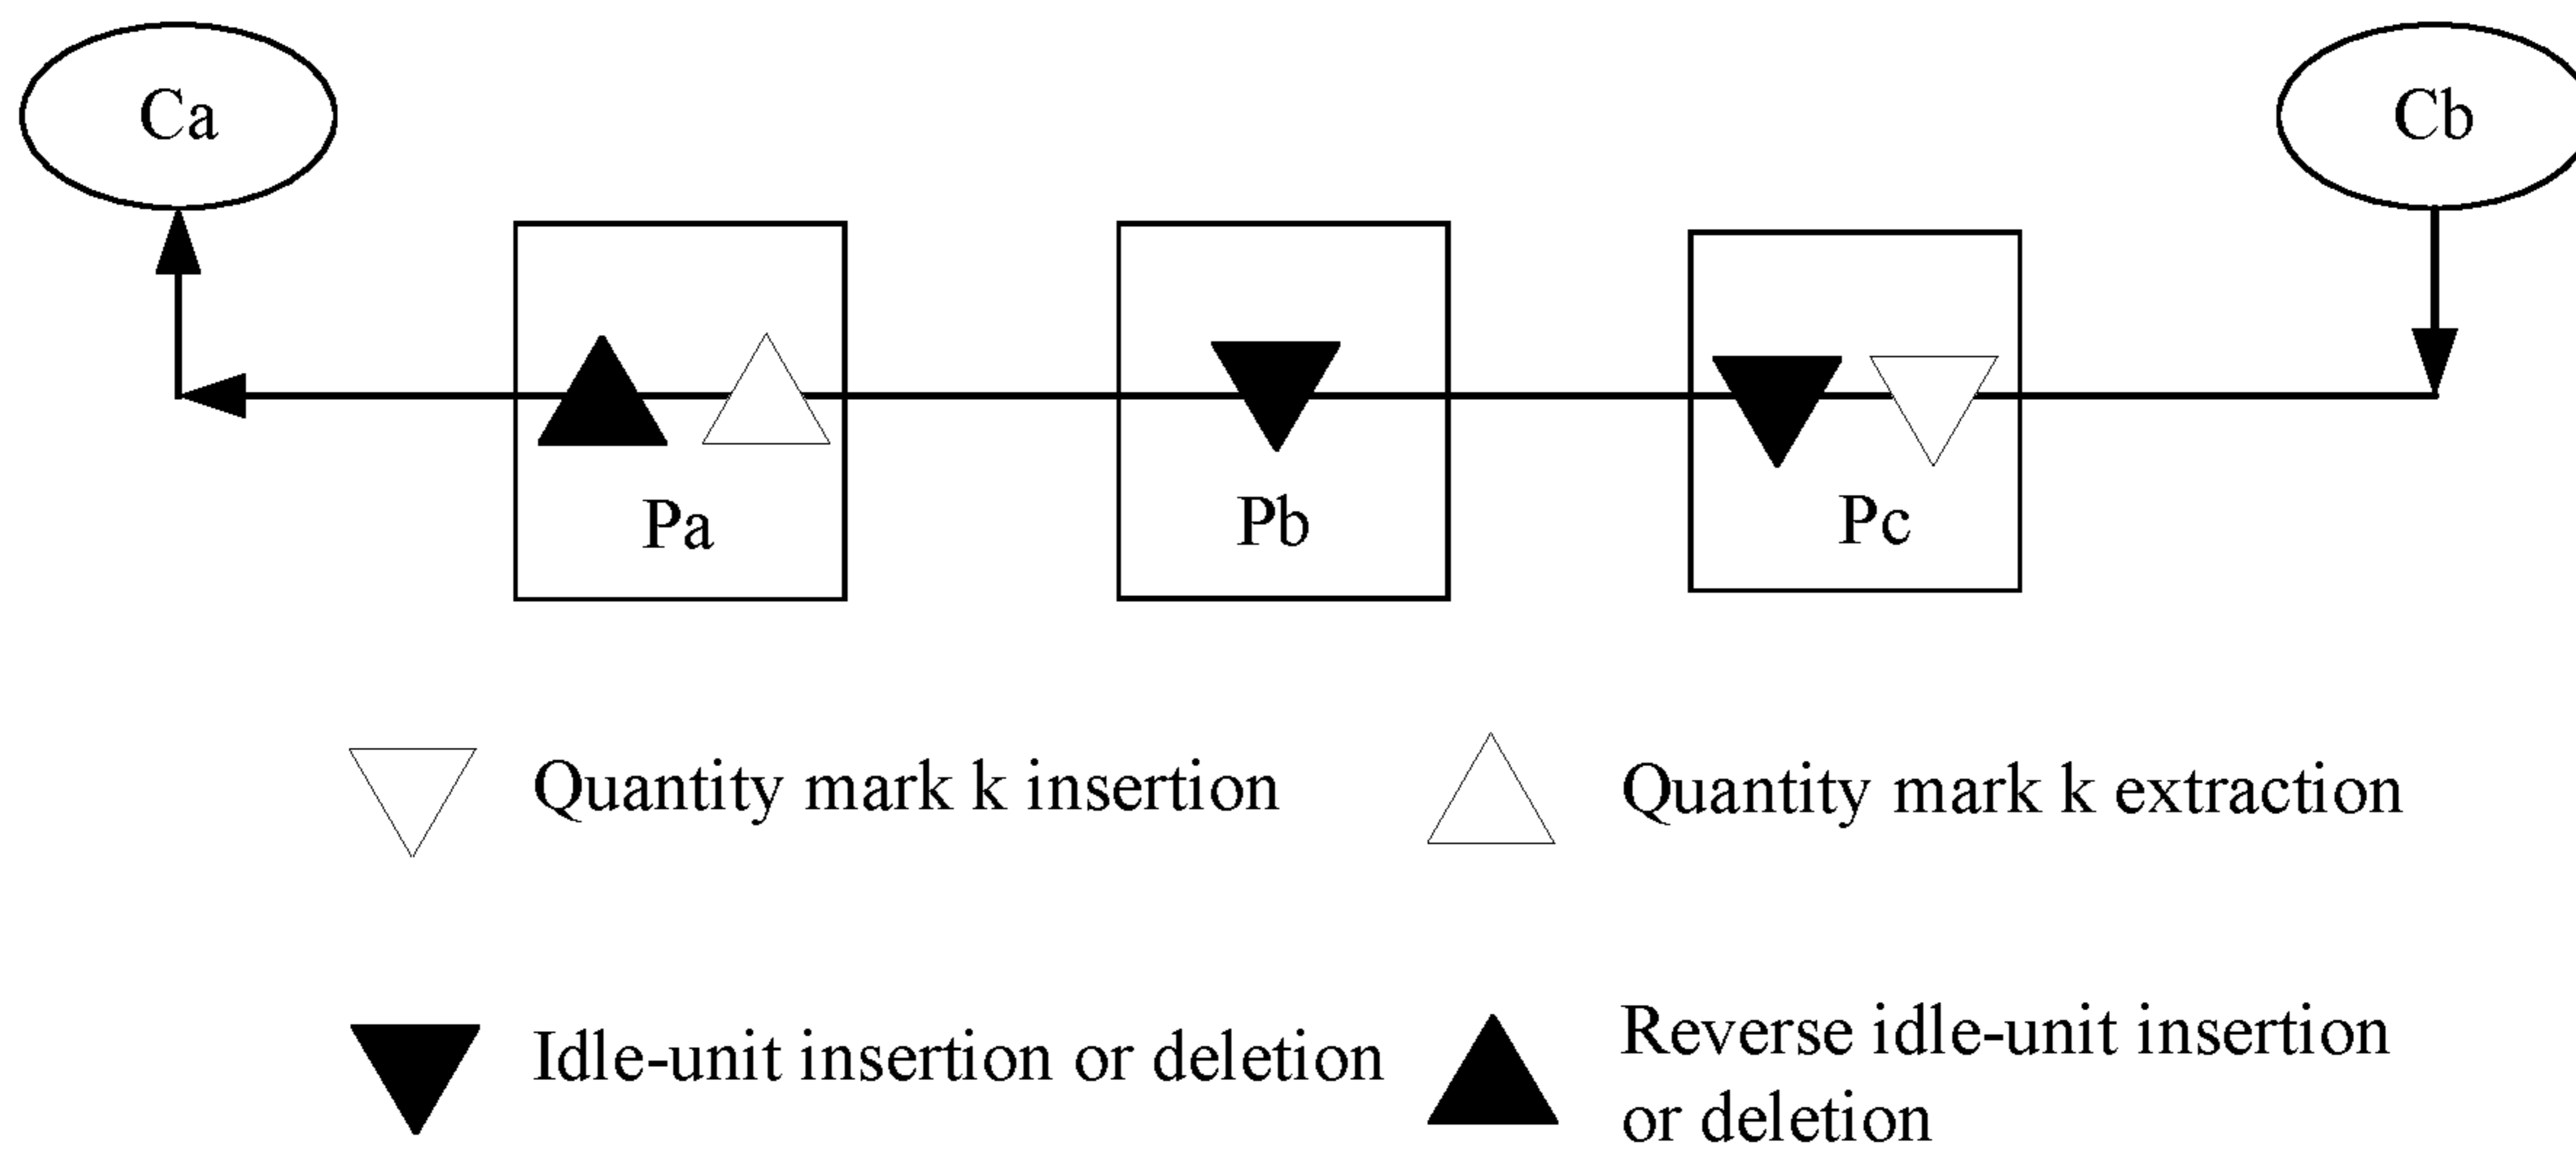 Ca
Cb
Pa
Pb
Pc
Quantity mark k insertion
Quantity mark k extraction
Idle-unit insertion or deletion
Reverse idle-unit insertion
or deletion